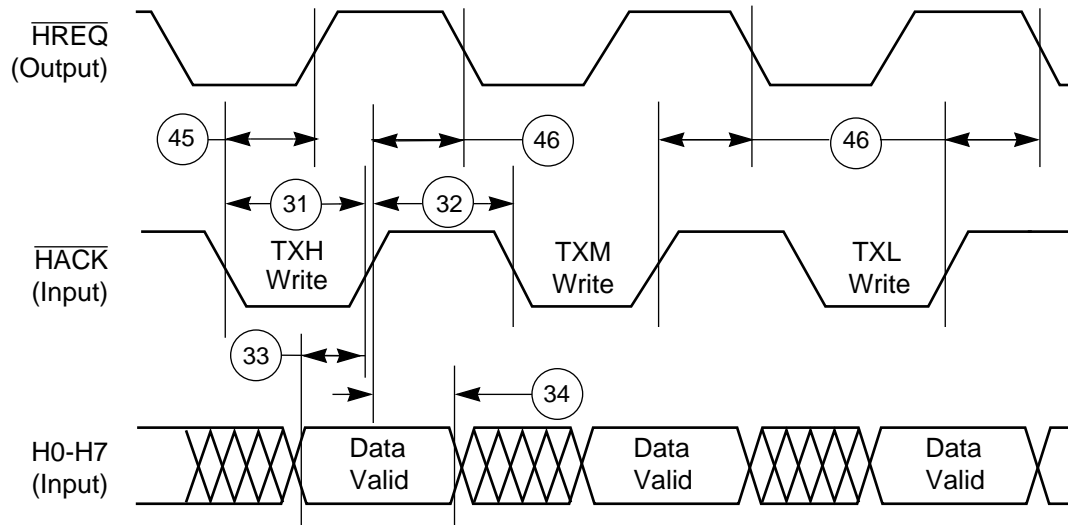 HREQ
(Output)
45
46
46
31
32
HACK
(Input)
TXH
Write
TXM
Write
TXL
Write
33
34
H0-H7
(Input)
Data
Valid
Data
Valid
Data
Valid